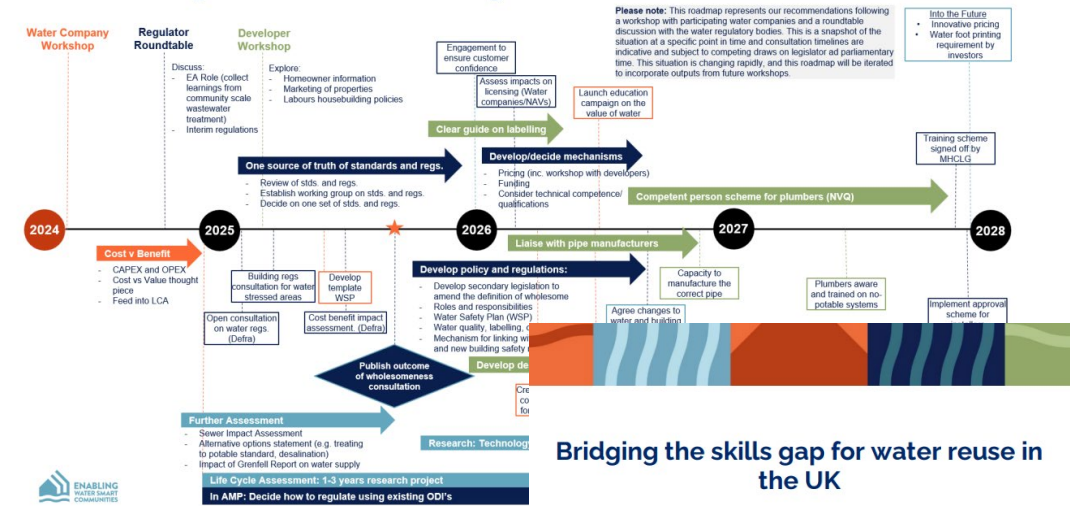 Please note: This roadmap represents our recommendations following
a workshop with participating water companies and a roundtable
discussion with the water regulatory bodies. This is a snapshot of the
situation at a specific point in time and consultation timelines are
indicative and subject to competing draws on legislator ad parliamentary
time. This situation is changing rapidly, and this roadmap will be iterated
to incorporate outputs from future workshops.
Into the Future
• Innovative pricing
• Water foot printing
requirement by
investors
Water Company
Workshop
Regulator
Roundtable
Developer
Workshop
Discuss:
- EA Role (collect
learnings from
community scale
wastewater
treatment)
- Interim regulations
Explore:
- Homeowner information
- Marketing of properties
- Labours housebuilding policies
Engagement to
ensure customer
confidence
Assess impacts on
licensing (Water
companies/NAVs)
Launch education
campaign on the
value of water
Clear guide on labelling
Training scheme
signed off by
MHCLG
One source of truth of standards and regs.
- Review of stds. and regs.
- Establish working group on stds. and regs.
- Decide on one set of stds. and regs.
Develop/decide mechanisms
- Pricing (inc. workshop with developers)
- Funding
- Consider technical competence/
qualifications
Competent person scheme for plumbers (NVQ)
2024
2025
2026
2027
2028
Cost v Benefit
- CAPEX and OPEX
- Cost vs Value thought
piece
- Feed into LCA
Building regs
consultation for water
stressed areas
Develop
template
WSP
Open consultation
on water regs.
(Defra)
Cost benefit impact
assessment. (Defra)
Liaise with pipe manufacturers
Develop policy and regulations:
- Develop secondary legislation to
amend the definition of wholesome
- Roles and responsibilities
- Water Safety Plan (WSP)
- Water quality, labelling,
- Mechanism for linking
and new building safety
Capacity to
manufacture the
correct pipe
Agree changes to
water and building
Plumbers aware
and trained on no-
potable systems
Implement approval
scheme for
Publish outcome
of wholesomeness
consultation
Develop
Further Assessment
- Sewer Impact Assessment
- Alternative options statement (e.g. treating
to potable standard, desalination)
- Impact of Grenfell Report on water supply
Research: Technology
Life Cycle Assessment: 1-3 years research project
In AMP: Decide how to regulate using existing ODI's
ENABLING
WATER SMART
COMMUNITIES
Bridging the skills gap for water reuse in
the UK